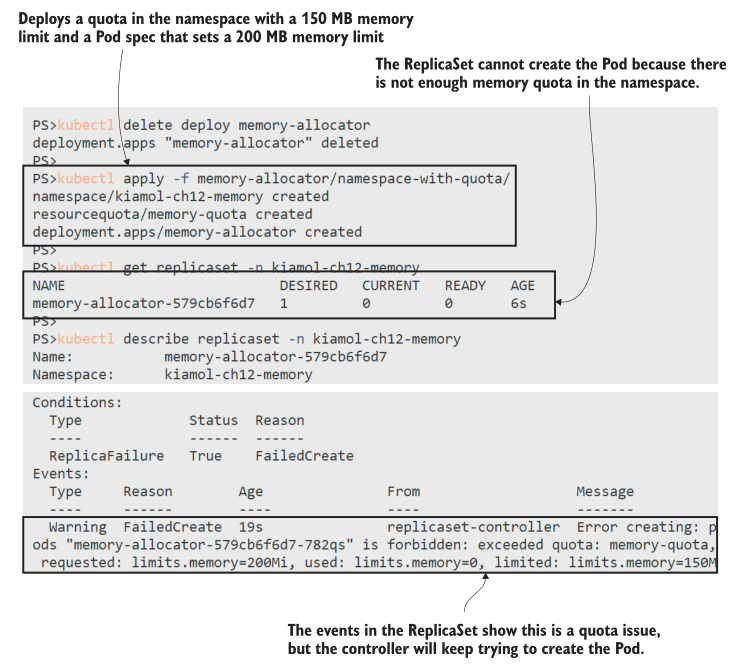 Deploys a quota in the namespace with a 150 MB memory
limit and a Pod spec that sets a 200 MB memory limit
The ReplicaSet cannot create the Pod because there
is not enough memory quota in the namespace.
PS>kubectl delete deploy memory-allocator
deployment.apps "memory-allocator" deleted
PS>
PS>kubectl apply -f memory-allocator/namespace-with-quota/
namespace/kiamol-ch12-memory created
resourcequota/memory-quota created
deployment.apps/memory-allocator created
PS>
PS>kubectl get replicaset -n kiamol-ch12-memory
NAME DESIRED CURRENT READY AGE
memory-allocator-579cb6f6d7 1 0 0 6s
PS>
PS>kubectl describe replicaset -n kiamol-ch12-memory
Name: memory-allocator-579cb6f6d7
Namespace: kiamol-ch12-memory
Conditions:
Type Status Reason
---- ------ ------
ReplicaFailure True FailedCreate
Events:
Type Reason Age From Message
---- ------ ---- ---- -------
Warning FailedCreate 19s replicaset-controller Error creating: p
ods "memory-allocator-579cb6f6d7-782qs" is forbidden: exceeded quota: memory-quota,
requested: limits.memory=200Mi, used: limits.memory=0, limited: limits.memory=150M
The events in the ReplicaSet show this is a quota issue,
but the controller will keep trying to create the Pod.